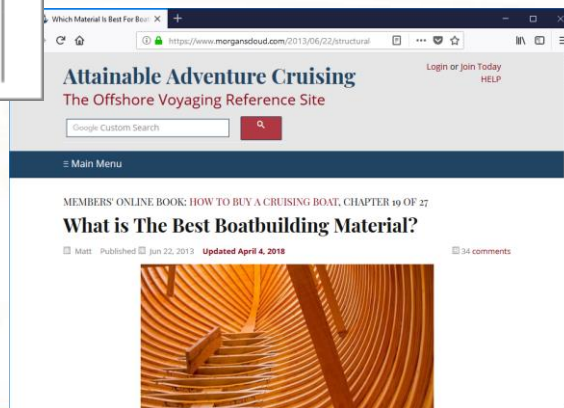 Which Material Is Best For Boat
https://www.morgansdoud.com/2013/06/22/structural
Attainable Adventure Cruising
The Offshore Voyaging Reference Site
Login or Join Today
HELP
Google Custom Search
Main Menu
MEMBERS' ONLINE BOOK: HOW TO BUY A CRUISING BOAT, CHAPTER 19 OF 27
What is The Best Boatbuilding Material?
Matt Published Jun 22, 2013 Updated April 4, 2018
34 comments